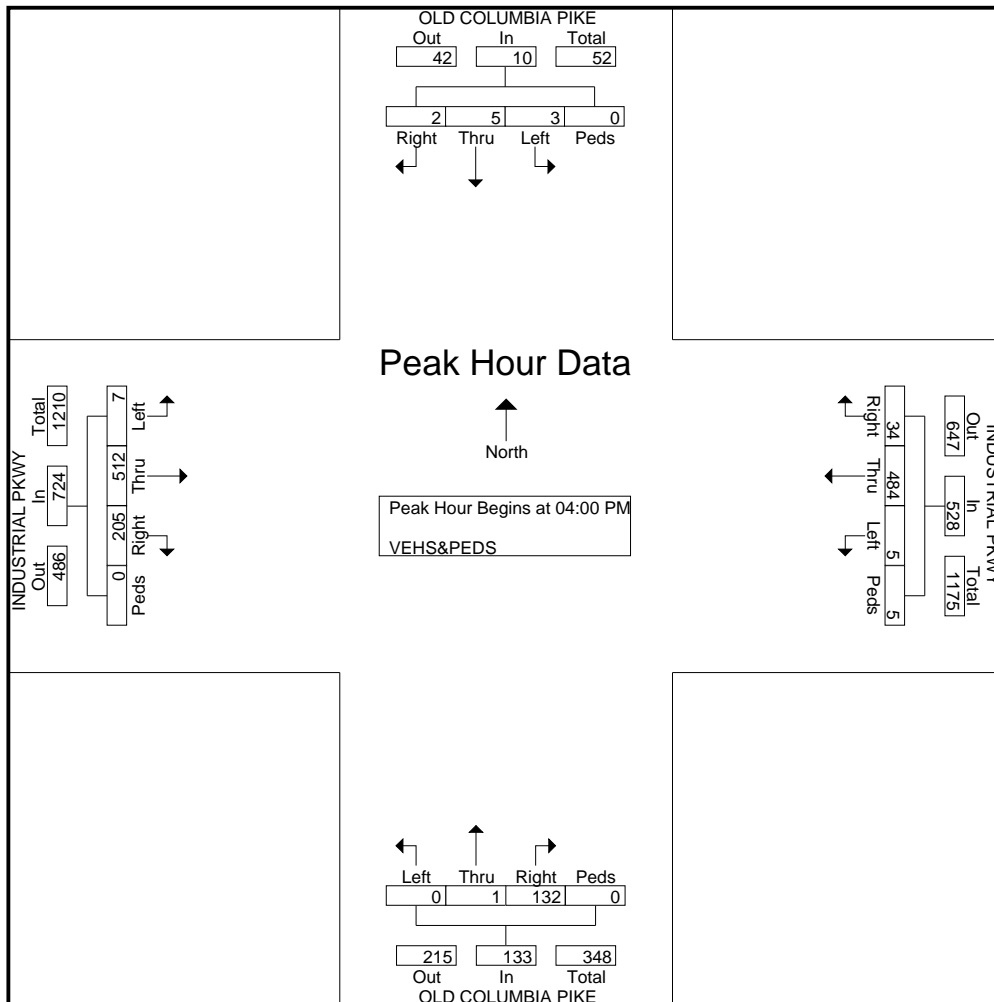 OLD COLUMBIA PIKE
Out In Total
42 10 52
2 5 3 0
Right Thru Left Peds
Peak Hour Data
North
Peak Hour Begins at 04:00 PM
VEHS&PEDS
INDUSTRIAL PKWY
Total In Out
1210 724 486
7 512 205 0
Left Thru Right Peds
INDUSTRIAL PKWY
Out In Total
647 528 1175
34 484 5 5
Right Thru Left Peds
Left Thru Right Peds
0 1 132 0
215 133 348
Out In Total
OLD COLUMBIA PIKE